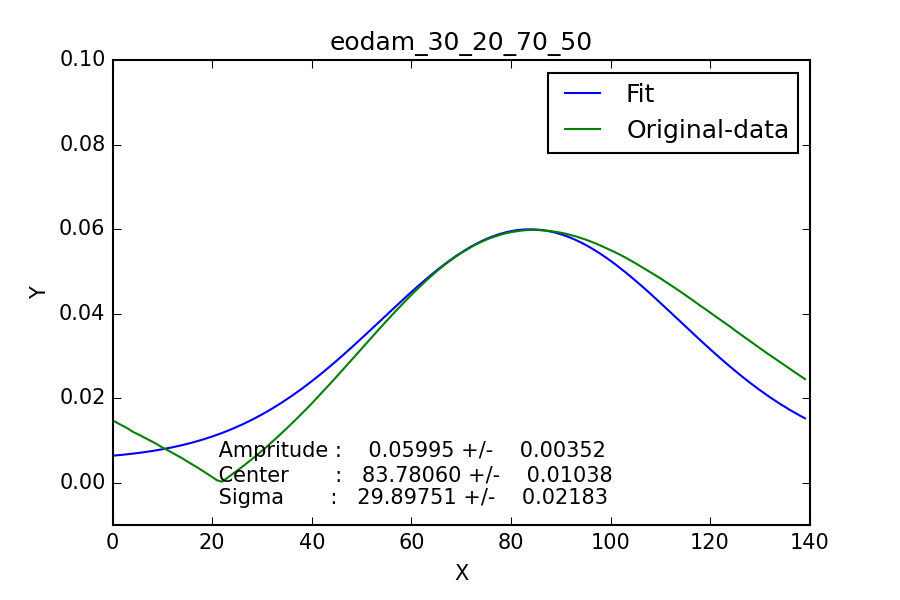 eodam_30_20_70_50
0.10
0.08
0.06
0.04
0.02
0.00
Y
Fit
Original-data
Ampritude : 0.05995 +/- 0.00352
Center : 83.78060 +/- 0.01038
Sigma : 29.89751 +/- 0.02183
0 20 40 60 80 100 120 140
X